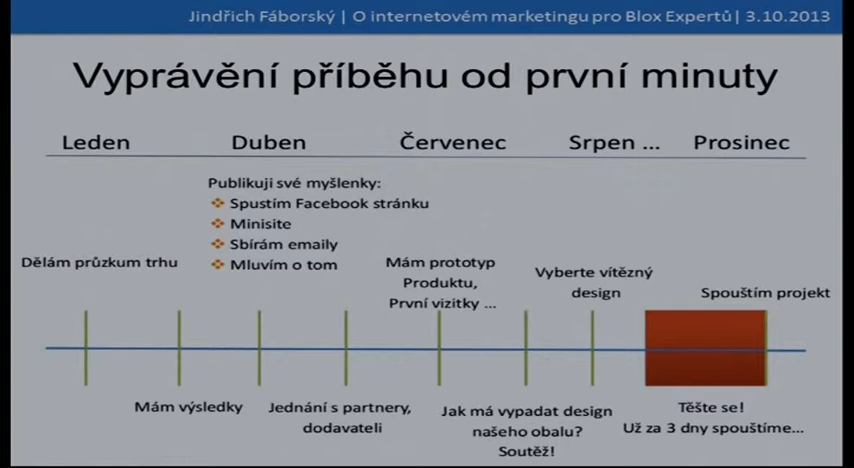 Jindřich Fáborský | O internetovém marketingu pro Blox Expertů| 3.10.2013
Vyprávění příběhu od první minuty
Leden
Duben
Červenec
Srpen ...
Prosinec
Publikuji své myšlenky:
Spustím Facebook stránku
Minisite
Sbírám emaily
Mluvím o tom
Dělám průzkum trhu
Mám prototyp
Produktu,
První vizitky ...
Vyberte vítězný
design
Spouštím projekt
Mám výsledky
Jednání s partnery,
dodavateli
Jak má vypadat design
našeho obalu?
Soutěž!
Těšte se!
Už za 3 dny spouštíme...